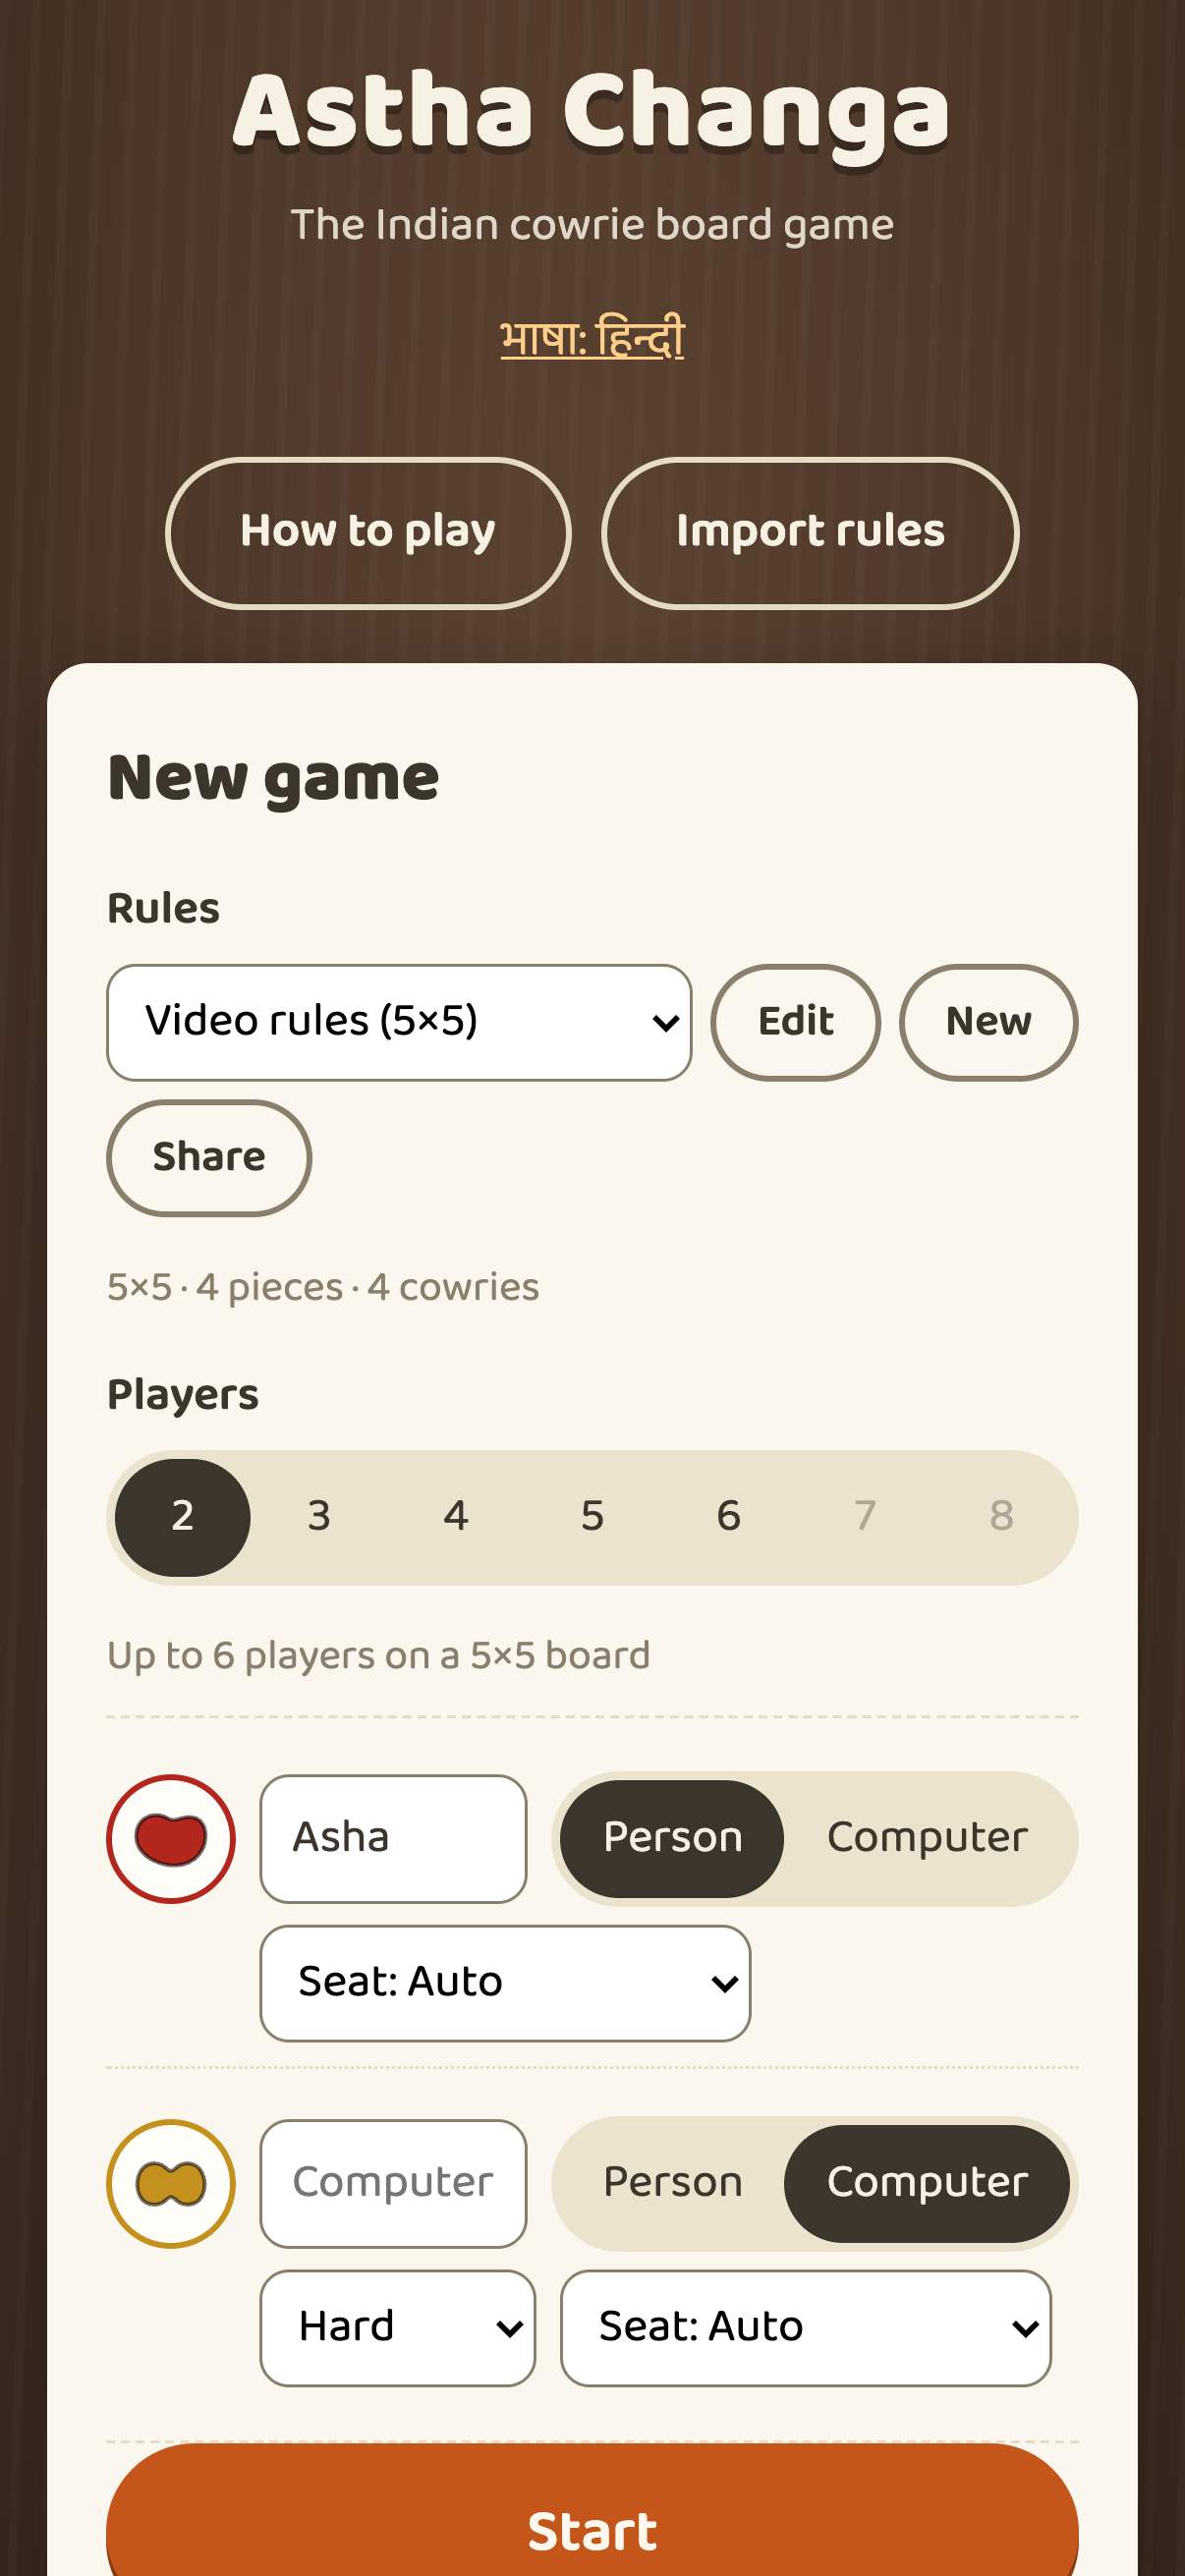 Astha Changa
The Indian cowrie board game
भाषा: हिन्दी
How to play Import rules
New game
Rules
Video rules (5×5) Edit New
Share
5×5 · 4 pieces · 4 cowries
Players
2 3 4 5 6 7 8
Up to 6 players on a 5×5 board
Asha Person Computer
Seat: Auto
Computer Person Computer
Hard Seat: Auto
Start